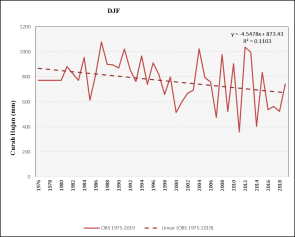 DJF
y = -4.5478x + 873.43
R² = 0.1103
1200
1000
800
600
400
200
0
Curah Hujan (mm)
1976 1978 1980 1982 1984 1986 1988 1990 1992 1994 1996 1998 2000 2002 2004 2006 2008 2010 2012 2014 2016 2018
OBS 1975-2019 Linear (OBS 1975-2019)